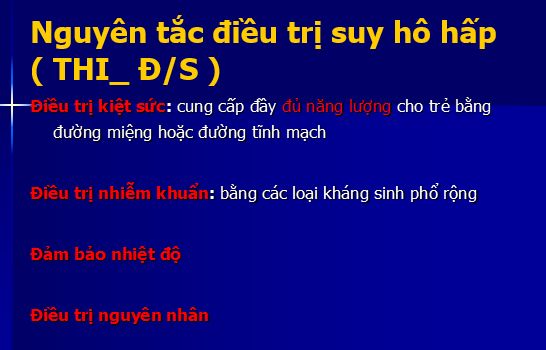 Nguyên tắc điều trị suy hô hấp
( THI_ Đ/S )
Điều trị kiệt sức: cung cấp đầy đủ năng lượng cho trẻ bằng
đường miệng hoặc đường tĩnh mạch
Điều trị nhiễm khuẩn: bằng các loại kháng sinh phổ rộng
Đảm bảo nhiệt độ
Điều trị nguyên nhân